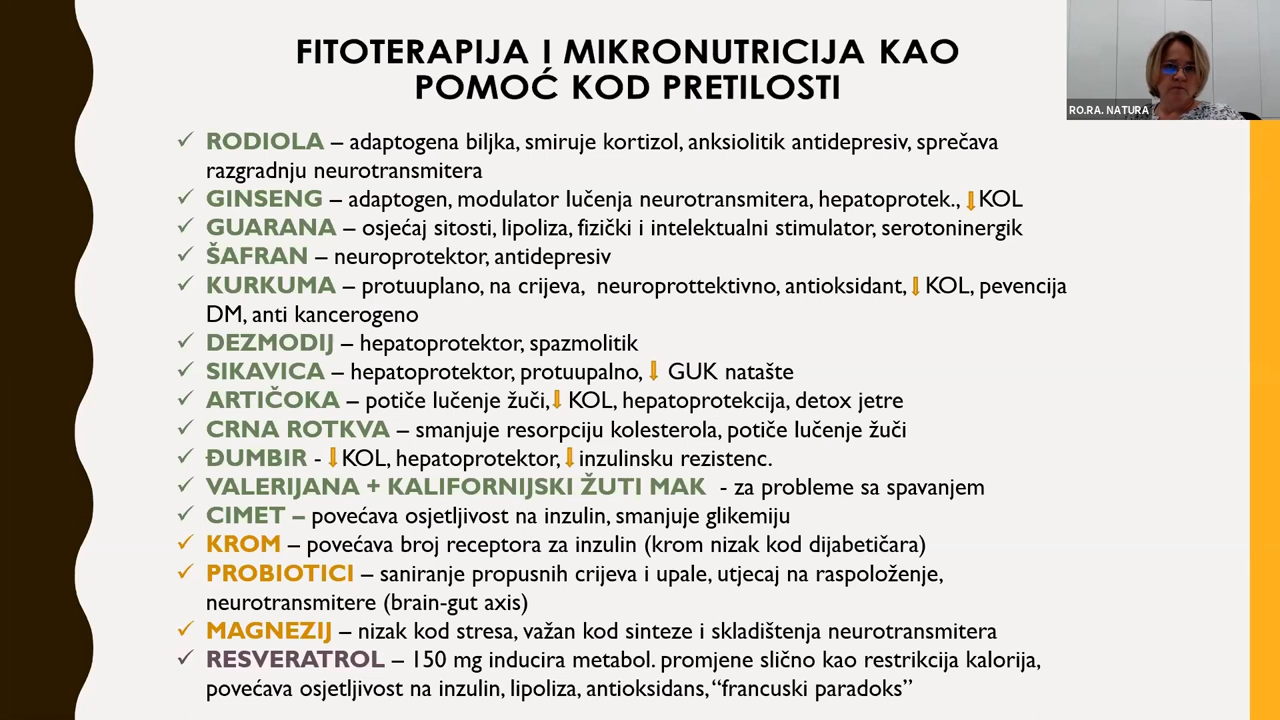 FITOTERAPIJA I MIKRONUTRICIJA KAO
POMOĆ KOD PRETILOSTI
RO.RA. NATURA
✓ RODIOLA – adaptogena biljka, smiruje kortizol, anksiolitik antidepresiv, sprečava
razgradnju neurotransmitera
✓ GINSENG – adaptogen, modulator lučenja neurotransmitera, hepatoprotek., ⇩KOL
✓ GUARANA – osjećaj sitosti, lipoliza, fizički i intelektualni stimulator, serotoninergik
✓ ŠAFRAN – neuroprotektor, antidepresiv
✓ KURKUMA – protuuplano, na crijeva, neuroprottektivno, antioksidant, ⇩ KOL, pevencija
DM, anti kancerogeno
✓ DEZMODIJ – hepatoprotektor, spazmolitik
✓ SIKAVICA – hepatoprotektor, protuupalno, ⇩ GUK natašte
✓ ARTIČOKA – potiče lučenje žuči,⇩ KOL, hepatoprotekcija, detox jetre
✓ CRNA ROTKVA – smanjuje resorpciju kolesterola, potiče lučenje žuči
✓ ĐUMBIR - ⇩KOL, hepatoprotektor, ⇩inzulinsku rezistenc.
✓ VALERIJANA + KALIFORNIJSKI ŽUTI MAK - za probleme sa spavanjem
✓ CIMET – povećava osjetljivost na inzulin, smanjuje glikemiju
✓ KROM – povećava broj receptora za inzulin (krom nizak kod dijabetičara)
✓ PROBIOTICI – saniranje propusnih crijeva i upale, utjecaj na raspoloženje,
neurotransmitere (brain-gut axis)
✓ MAGNEZIJ – nizak kod stresa, važan kod sinteze i skladištenja neurotransmitera
✓ RESVERATROL – 150 mg inducira metabol. promjene slično kao restrikcija kalorija,
povećava osjetljivost na inzulin, lipoliza, antioksidans, “francuski paradoks”